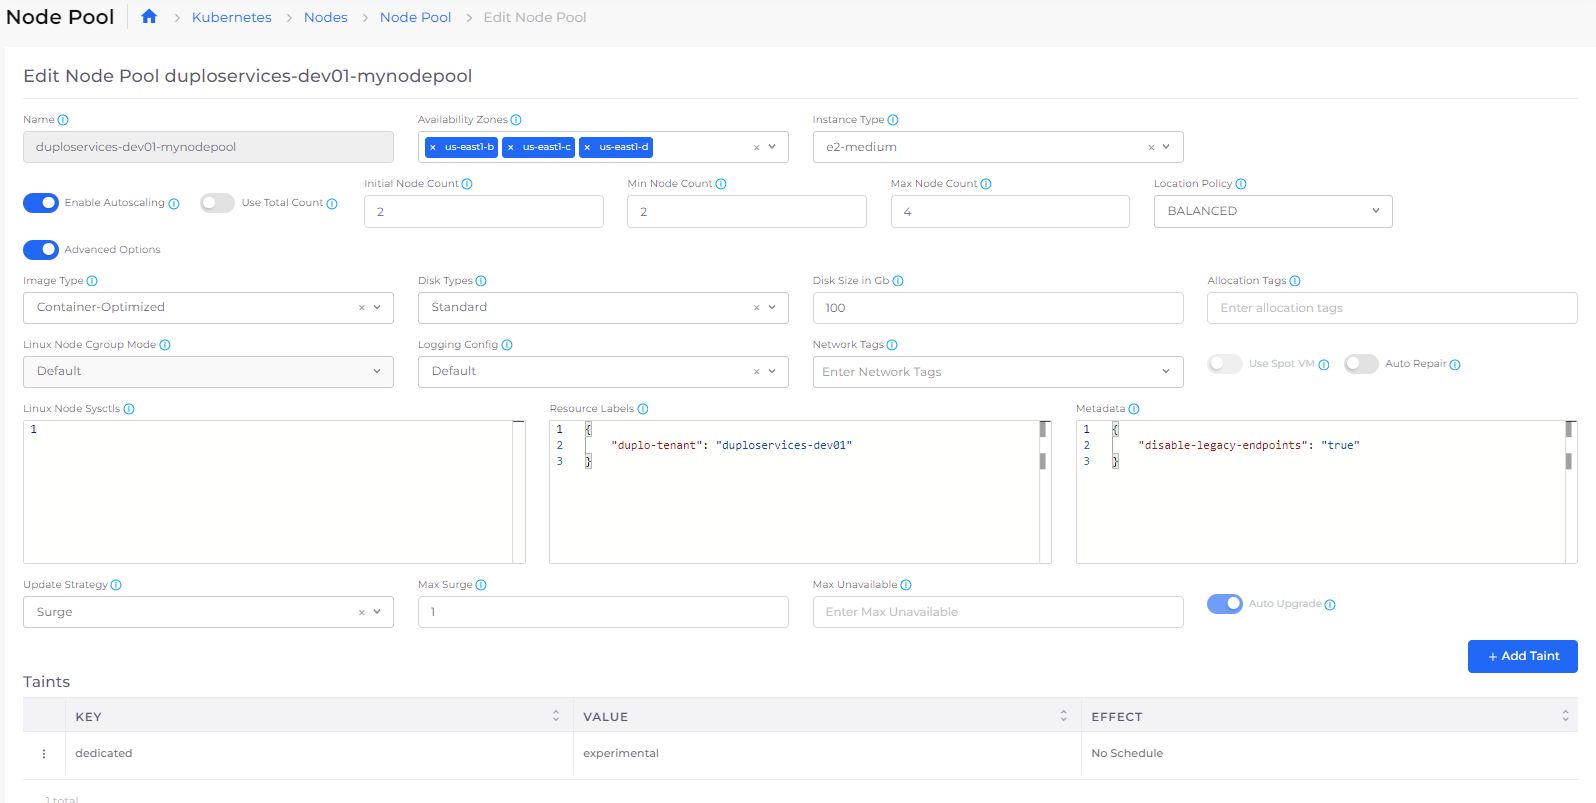 Node Pool Kubernetes Nodes Node Pool Edit Node Pool
Edit Node Pool duploservices-dev01-mynodepool
Name Availability Zones Instance Type
duploservices-dev01-mynodepool × us-east1-b × us-east1-c × us-east1-d × e2-medium ×
Initial Node Count Min Node Count Max Node Count Location Policy
Enable Autoscaling Use Total Count 2 2 4 BALANCED
Advanced Options
Image Type Disk Types Disk Size in Gb Allocation Tags
Container-Optimized × Standard × 100 Enter allocation tags
Linux Node Cgroup Mode Logging Config Network Tags
Default Default × Enter Network Tags Use Spot VM Auto Repair
Linux Node Sysctls Resource Labels Metadata
1 1 { 1 {
2 "duplo-tenant": "duploservices-dev01" 2 "disable-legacy-endpoints": "true"
3 } 3 }
Update Strategy Max Surge Max Unavailable
Surge × 1 Enter Max Unavailable Auto Upgrade
+ Add Taint
Taints
KEY VALUE EFFECT
dedicated experimental No Schedule
1 total